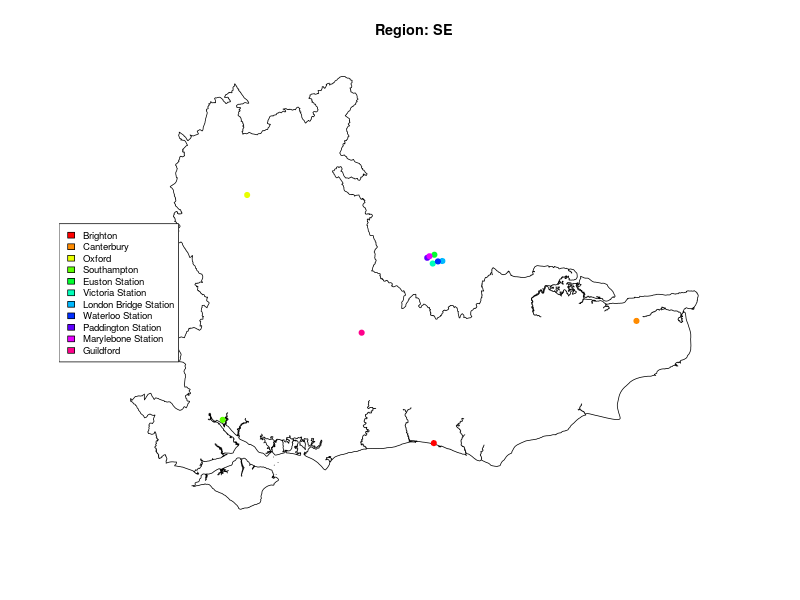 Region: SE
Brighton
Canterbury
Oxford
Southampton
Euston Station
Victoria Station
London Bridge Station
Waterloo Station
Paddington Station
Marylebone Station
Guildford